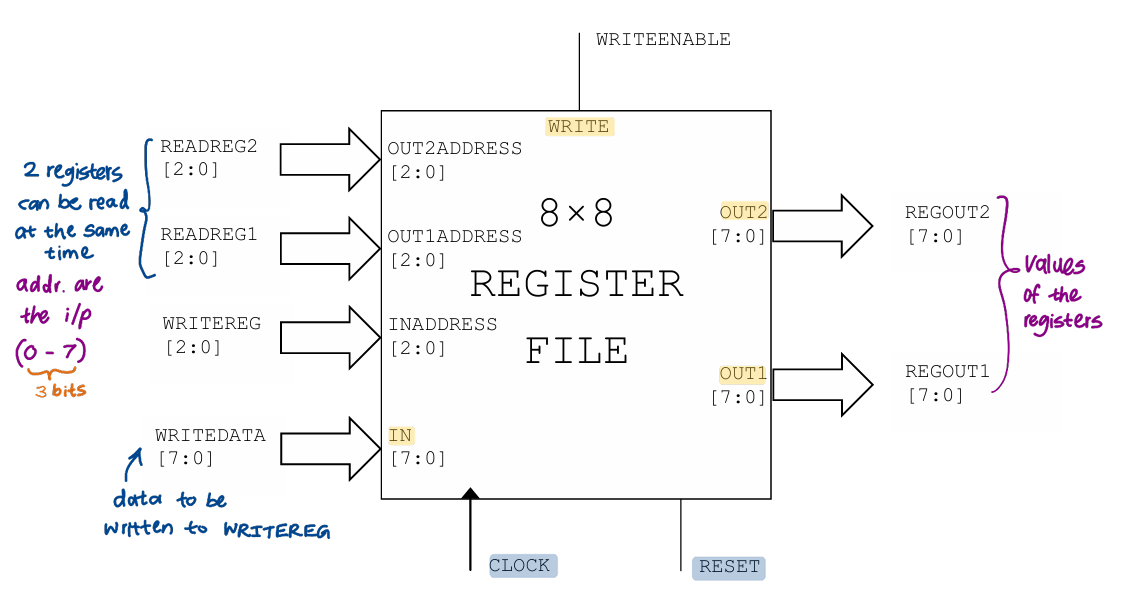 WRITEENABLE
WRITE
2 registers
can be read
at the same
time
addr. are
the i/p
(0 - 7)
3 bits
READREG2
[2:0]
READREG1
[2:0]
WRITEREG
[2:0]
WRITEDATA
[7:0]
data to be
written to WRITEREG
OUT2ADDRESS
[2:0]
OUT1ADDRESS
[2:0]
INADDRESS
[2:0]
IN
[7:0]
8×8
REGISTER
FILE
OUT2
[7:0]
OUT1
[7:0]
REGOUT2
[7:0]
REGOUT1
[7:0]
values
of the
registers
CLOCK
RESET